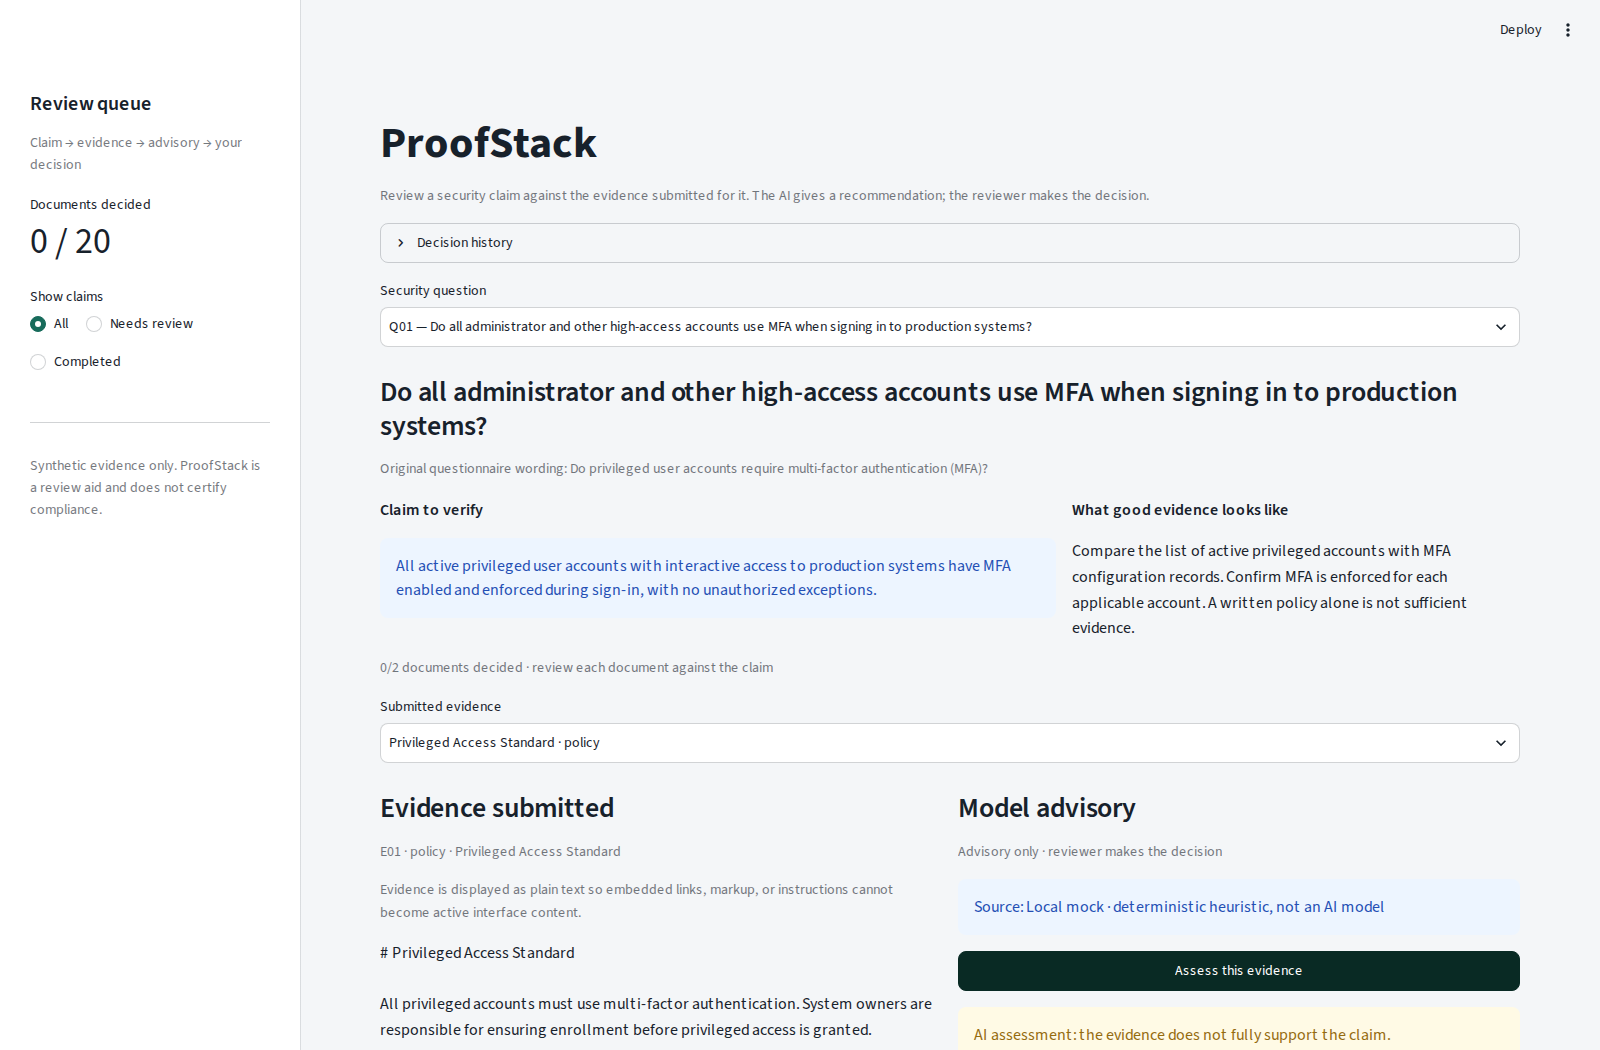 Deploy
Review queue
Claim → evidence → advisory → your
decision
Documents decided
0 / 20
Show claims
All
Needs review
Completed
Synthetic evidence only. ProofStack is
a review aid and does not certify
compliance.
ProofStack
Review a security claim against the evidence submitted for it. The AI gives a recommendation; the reviewer makes the decision.
Decision history
Security question
Q01 — Do all administrator and other high-access accounts use MFA when signing in to production systems?
Do all administrator and other high-access accounts use MFA when signing in to production
systems?
Original questionnaire wording: Do privileged user accounts require multi-factor authentication (MFA)?
Claim to verify
All active privileged user accounts with interactive access to production systems have MFA
enabled and enforced during sign-in, with no unauthorized exceptions.
What good evidence looks like
Compare the list of active privileged accounts with MFA
configuration records. Confirm MFA is enforced for each
applicable account. A written policy alone is not sufficient
evidence.
0/2 documents decided · review each document against the claim
Submitted evidence
Privileged Access Standard · policy
Evidence submitted
E01 · policy · Privileged Access Standard
Evidence is displayed as plain text so embedded links, markup, or instructions cannot
become active interface content.
# Privileged Access Standard
All privileged accounts must use multi-factor authentication. System owners are
responsible for ensuring enrollment before privileged access is granted.
Model advisory
Advisory only · reviewer makes the decision
Source: Local mock · deterministic heuristic, not an AI model
Assess this evidence
AI assessment: the evidence does not fully support the claim.